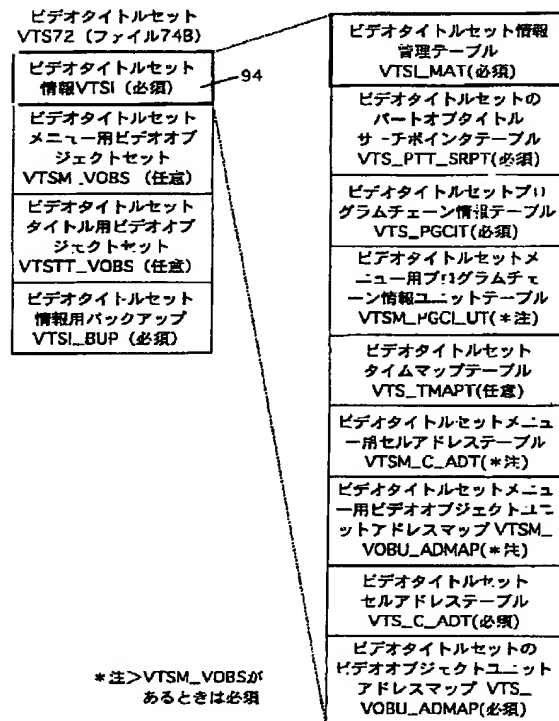 ビデオタイトルセット
VTS72（ファイル74B）
ビデオタイトルセット
情報VTSI（必須）
94
ビデオタイトルセット
メニュー用ビデオオブ
ジェクトセット
VTSM_VOBS（任意）
ビデオタイトルセット
タイトル用ビデオオブ
ジェクトセット
VTSTT_VOBS（任意）
ビデオタイトルセット
情報用バックアップ
VTSI_BUP（必須）
＊注＞VTSM_VOBSが
あるときは必須
ビデオタイトルセット情報
管理テーブル
VTSI_MAT(必須)
ビデオタイトルセットの
パートオブタイトル
サーチポインタテーブル
VTS_PTT_SRPT(必須)
ビデオタイトルセットプロ
グラムチェーン情報テーブル
VTS_PGCIT(必須)
ビデオタイトルセットメ
ニュー用プログラムチェ
ーン情報ユニットテーブル
VTSM_PGCI_UT(＊注)
ビデオタイトルセット
タイムマップテーブル
VTS_TMAPT(任意)
ビデオタイトルセットメニュ
ー用セルアドレステーブル
VTSM_C_ADT(＊注)
ビデオタイトルセットメニュ
ー用ビデオオブジェクトユニ
ットアドレスマップ VTSM_
VOBU_ADMAP(＊注)
ビデオタイトルセット
セルアドレステーブル
VTS_C_ADT(必須)
ビデオタイトルセットの
ビデオオブジェクトユニット
アドレスマップ VTS_
VOBU_ADMAP(必須)